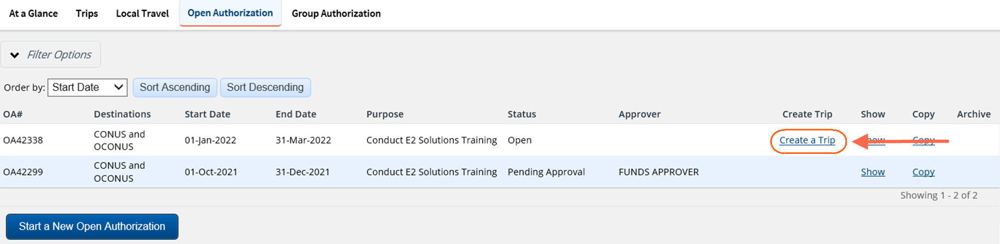 At a Glance Trips Local Travel Open Authorization Group Authorization
Filter Options
Order by: Start Date Sort Ascending Sort Descending
OA# Destinations Start Date End Date Purpose Status Approver Create Trip Show Copy Archive
OA42338 CONUS and OCONUS 01-Jan-2022 31-Mar-2022 Conduct E2 Solutions Training Open Create a Trip Show Copy
OA42299 CONUS and OCONUS 01-Oct-2021 31-Dec-2021 Conduct E2 Solutions Training Pending Approval FUNDS APPROVER Show Copy
Showing 1 - 2 of 2
Start a New Open Authorization